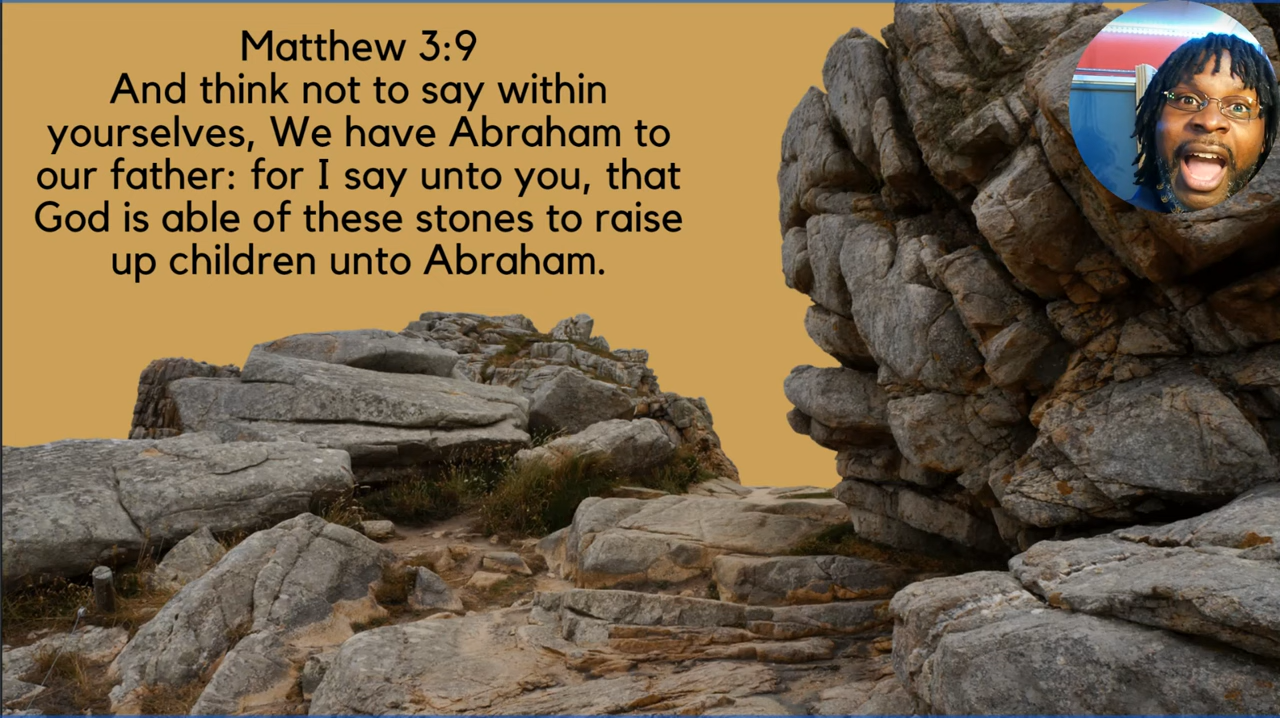 Matthew 3:9
And think not to say within
yourselves, We have Abraham to
our father: for I say unto you, that
God is able of these stones to raise
up children unto Abraham.